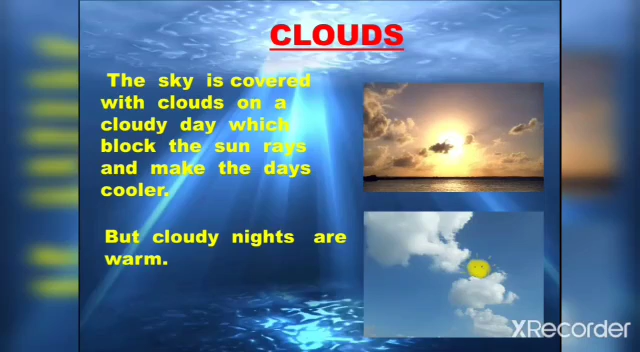 CLOUDS
The sky is covered
with clouds on a
cloudy day which
block the sun rays
and make the days
cooler.
But cloudy nights are
warm.
XRecorder